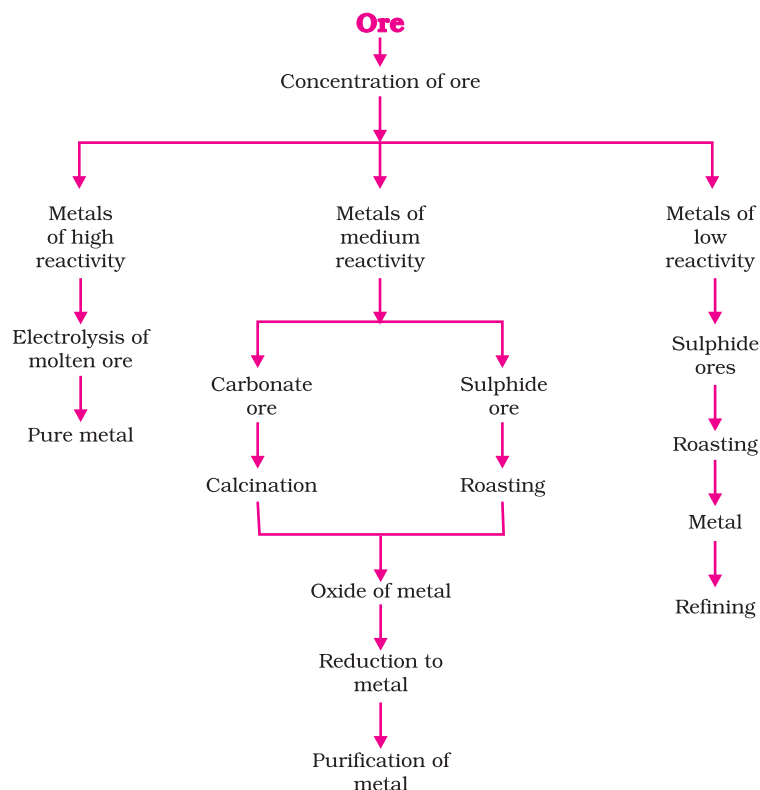 Ore
Concentration of ore
Metals
of high
reactivity
Metals of
medium
reactivity
Metals of
low
reactivity
Electrolysis of
molten ore
Pure metal
Carbonate
ore
Sulphide
ore
Calcination
Roasting
Oxide of metal
Reduction to
metal
Purification of
metal
Sulphide
ores
Roasting
Metal
Refining